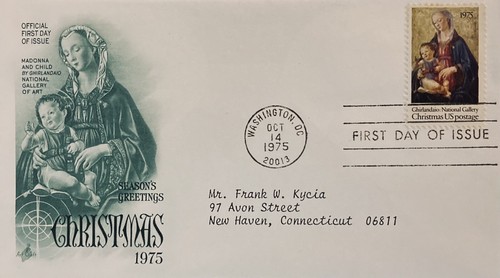 OFFICIAL
FIRST DAY
OF ISSUE
MADONNA
AND CHILD
BY GHIRLANDAIO
NATIONAL
GALLERY
OF ART
SEASON'S
GREETINGS
CHRISTMAS
1975
WASHINGTON, DC
OCT
14
1975
20013
1975
Ghirlandaio: National Gallery
Christmas US postage
FIRST DAY OF ISSUE
Mr. Frank W. Kycia
97 Avon Street
New Haven, Connecticut 06811